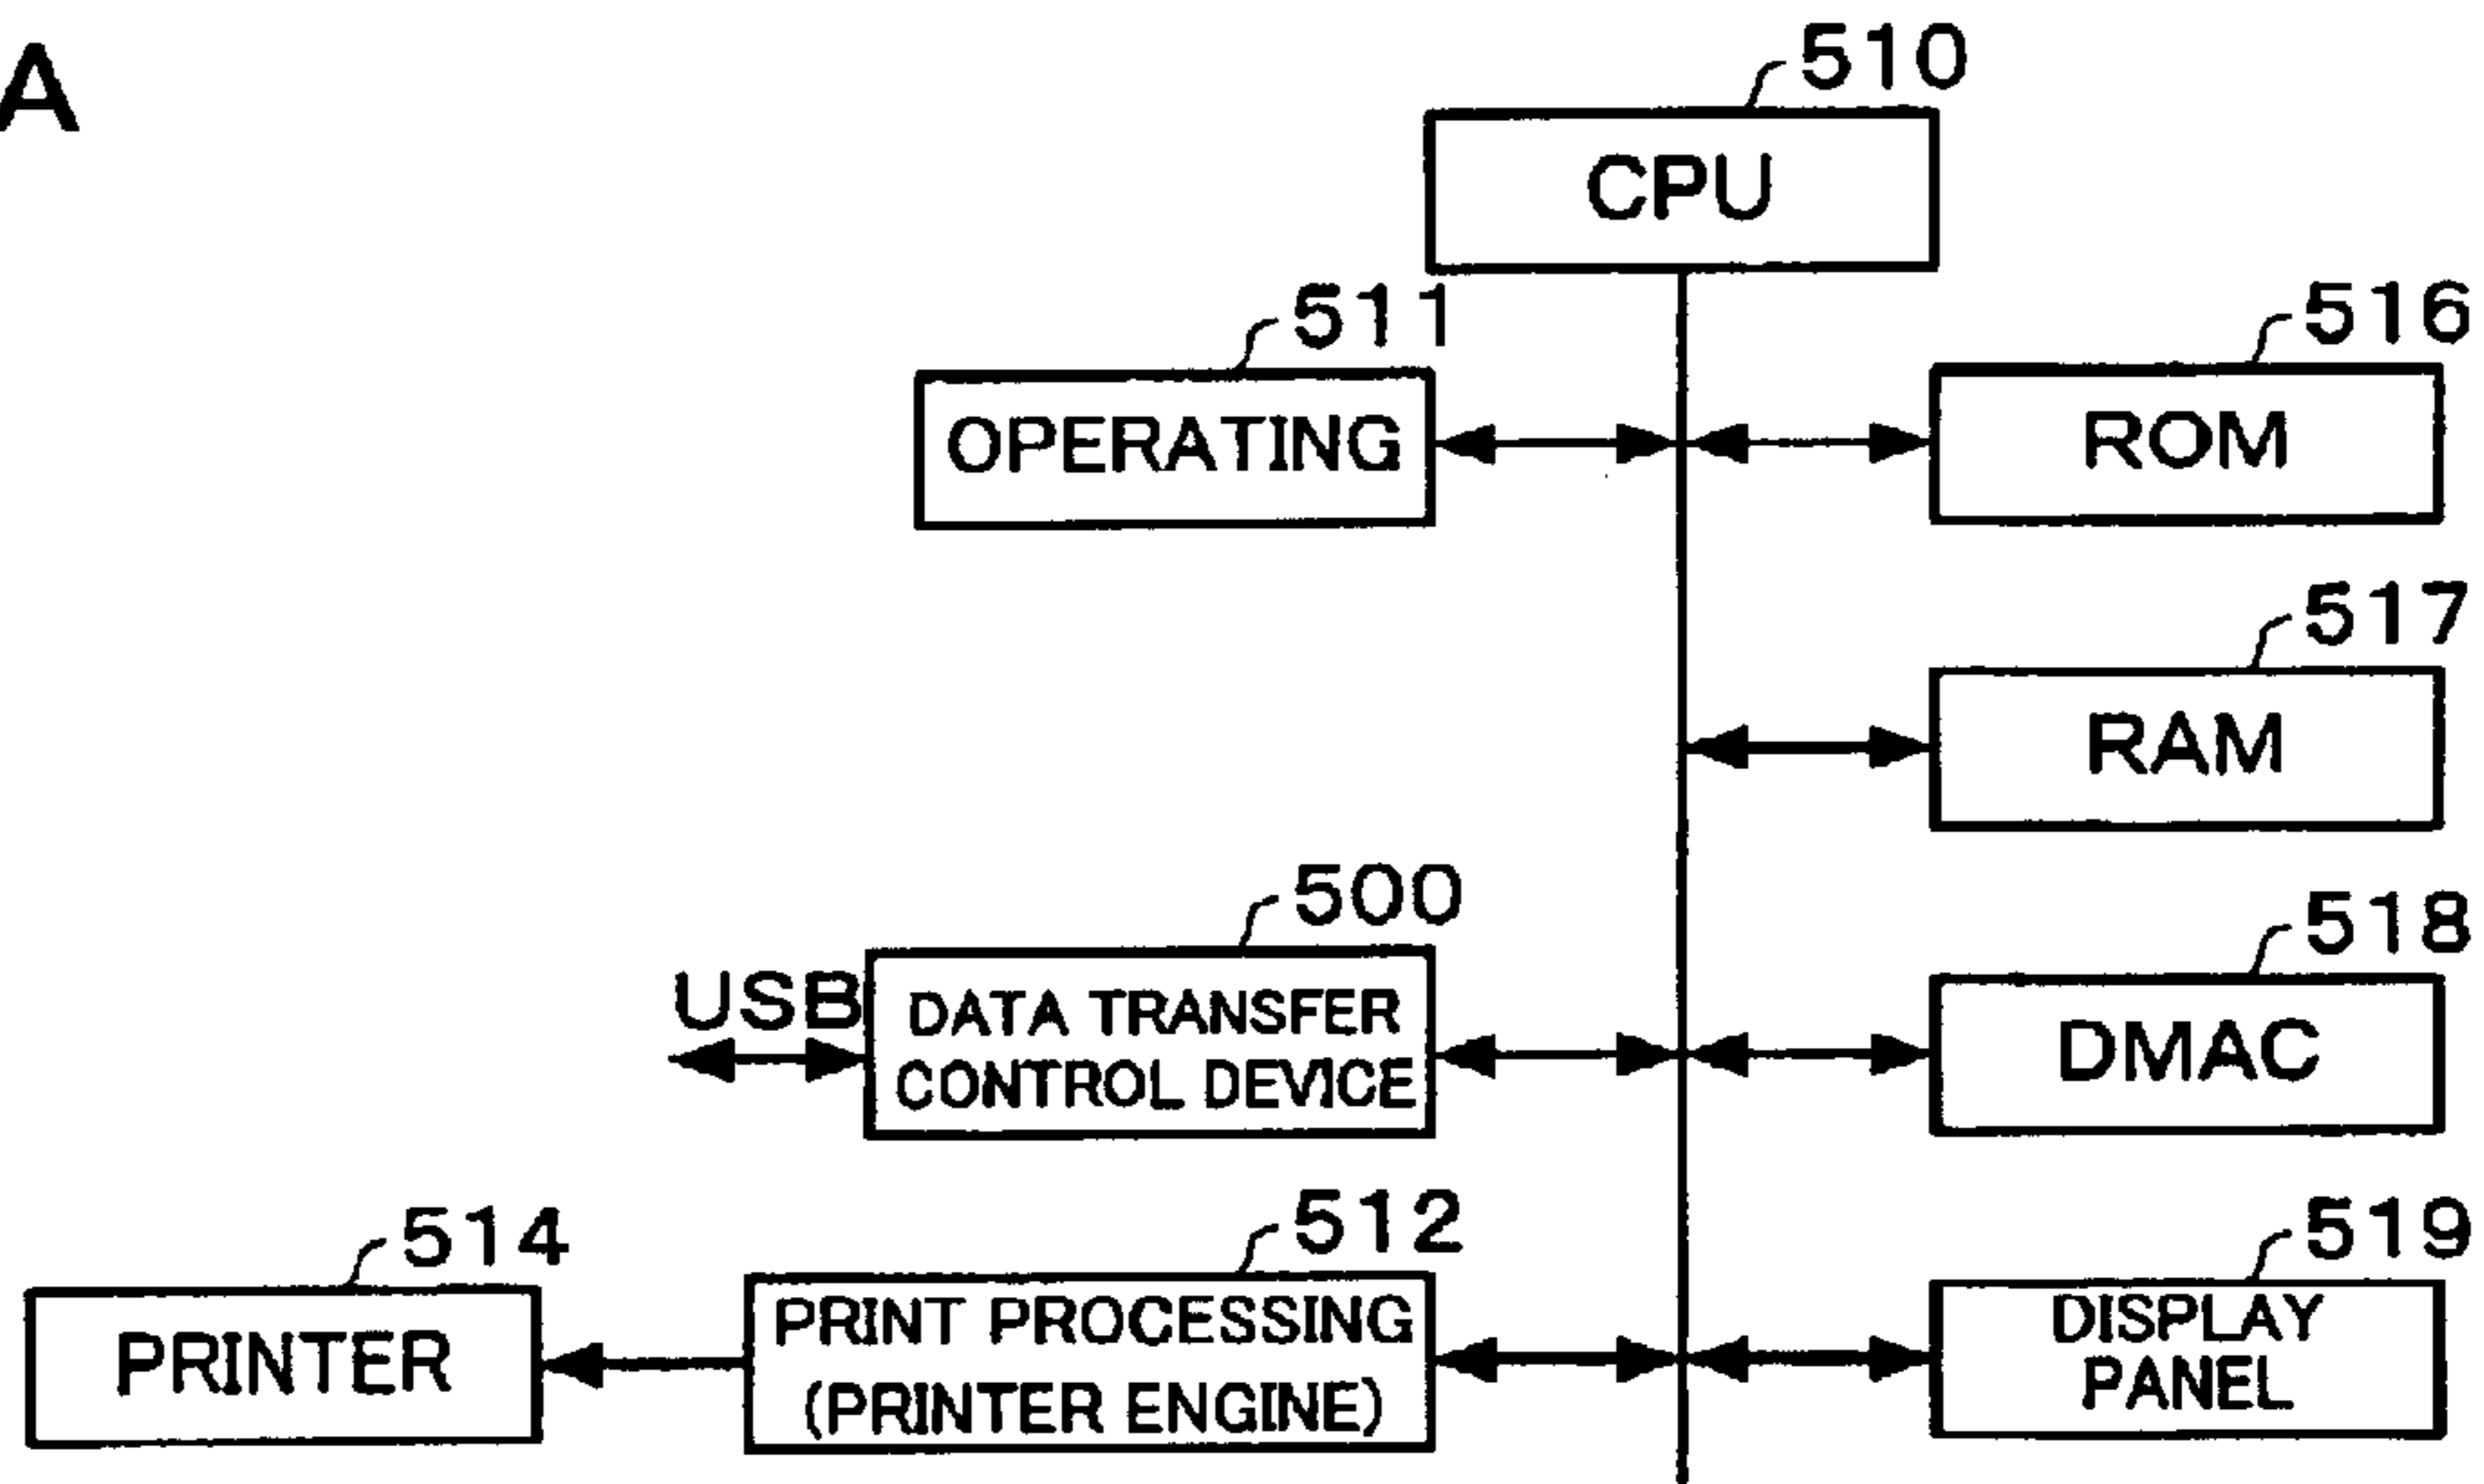 A
510
CPU
511
OPERATING
516
ROM
517
RAM
500
USB
DATA TRANSFER
CONTROL DEVICE
518
DMAC
514
PRINTER
512
PRINT PROCESSING
(PRINTER ENGINE)
519
DISPLAY
PANEL